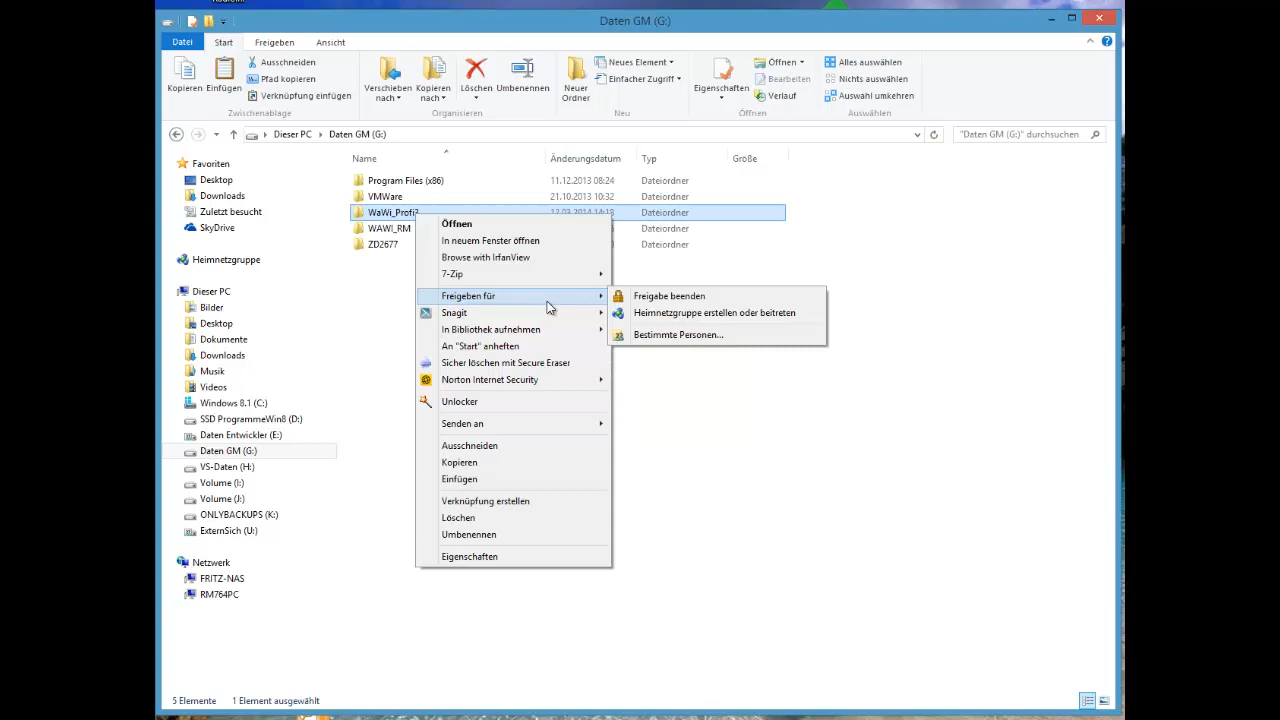 Daten GM (G:)
Datei Start Freigeben Ansicht
Kopieren Einfügen Ausschneiden Pfad kopieren Verknüpfung einfügen
Zwischenablage
Verschieben nach Kopieren nach Löschen Umbenennen
Organisieren
Neuer Ordner Neues Element Einfacher Zugriff
Neu
Eigenschaften Öffnen Bearbeiten Verlauf
Öffnen
Alles auswählen Nichts auswählen Auswahl umkehren
Auswählen
Dieser PC Daten GM (G:)
"Daten GM (G:)" durchsuchen
Favoriten
Desktop
Downloads
Zuletzt besucht
SkyDrive
Heimnetzgruppe
Dieser PC
Bilder
Desktop
Dokumente
Downloads
Musik
Videos
Windows 8.1 (C:)
SSD ProgrammeWin8 (D:)
Daten Entwickler (E:)
Daten GM (G:)
VS-Daten (H:)
Volume (I:)
Volume (J:)
ONLYBACKUPS (K:)
ExternSich (U:)
Netzwerk
FRITZ-NAS
RM764PC
Name Änderungsdatum Typ Größe
Program Files (x86) 11.12.2013 08:24 Dateiordner
VMWare 21.10.2013 10:32 Dateiordner
Dateiordner
WAWI_RM Dateiordner
ZD2677 Dateiordner
Öffnen
In neuem Fenster öffnen
Browse with IrfanView
7-Zip
Freigeben für
Snagit
In Bibliothek aufnehmen
An "Start" anheften
Sicher löschen mit Secure Eraser
Norton Internet Security
Unlocker
Senden an
Ausschneiden
Kopieren
Einfügen
Verknüpfung erstellen
Löschen
Umbenennen
Eigenschaften
Freigabe beenden
Heimnetzgruppe erstellen oder beitreten
Bestimmte Personen...
5 Elemente 1 Element ausgewählt